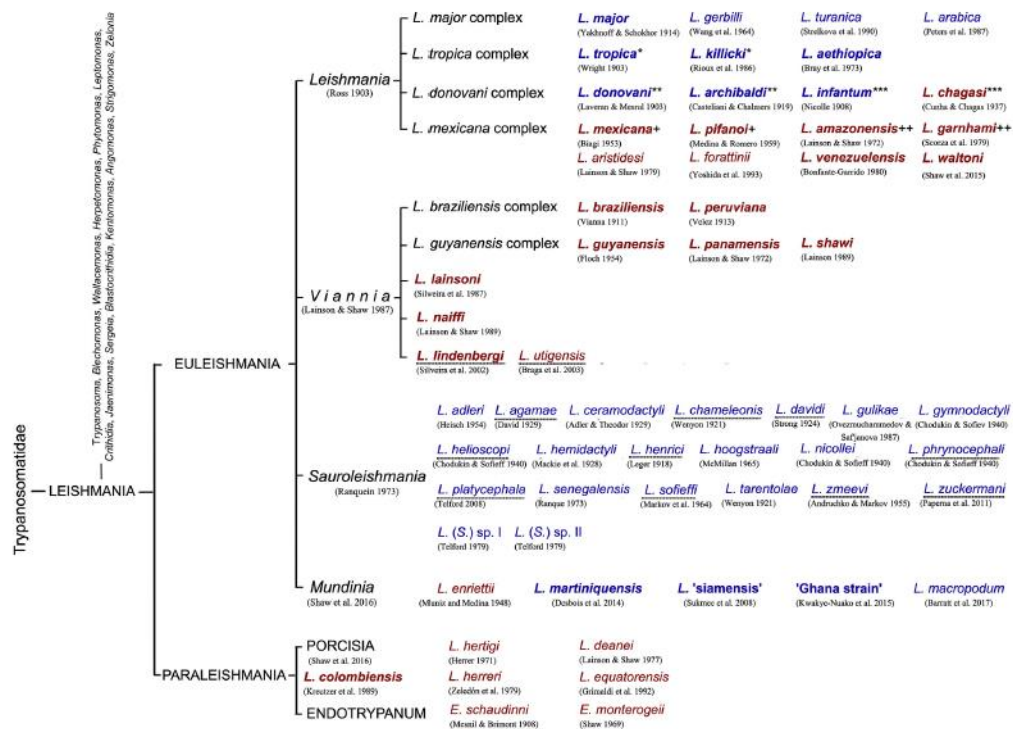 Trypanosomatidae
LEISHMANIA
Trypanosoma, Blechomonas, Wallacemonas, Herpetomonas, Phytomonas, Leptomonas,
Crithidia, Jaenimonas, Sergeia, Blastocrithidia, Kentomonas, Angomonas, Strigomonas, Zelonia
EULEISHMANIA
Leishmania
(Ross 1903)
L. major complex
L. major L. gerbilli L. turanica L. arabica
(Yakhnoff & Schokhor 1914) (Wang et al. 1964) (Strelkova et al. 1990) (Peters et al. 1987)
L. tropica complex
L. tropica* L. killicki* L. aethiopica
(Wright 1903) (Rioux et al. 1986) (Bray et al. 1973)
L. donovani complex
L. donovani** L. archibaldi** L. infantum*** L. chagasi***
(Laveran & Mesnil 1903) (Castellani & Chalmers 1919) (Nicolle 1908) (Cunha & Chagas 1937)
L. mexicana complex
L. mexicana+ L. pifanoi+ L. amazonensis++ L. garnhami++
(Biagi 1953) (Medina & Romero 1959) (Lainson & Shaw 1972) (Scorza et al. 1979)
L. aristidesi L. forattinii L. venezuelensis L. waltoni
(Lainson & Shaw 1979) (Yoshida et al. 1993) (Bonfante-Garrido 1980) (Shaw et al. 2015)
Viannia
(Lainson & Shaw 1987)
L. braziliensis complex
L. braziliensis L. peruviana
(Vianna 1911) (Velez 1913)
L. guyanensis complex
L. guyanensis L. panamensis L. shawi
(Floch 1954) (Lainson & Shaw 1972) (Lainson 1989)
L. lainsoni
(Silveira et al. 1987)
L. naiffi
(Lainson & Shaw 1989)
L. lindenbergi L. utigensis
(Silveira et al. 2002) (Braga et al. 2003)
Sauroleishmania
(Ranquein 1973)
L. adleri L. agamae L. ceramodactyli L. chameleonis L. davidi L. gulikae L. gymnodactyli
(Heisch 1954) (David 1929) (Adler & Theodor 1929) (Wenyon 1921) (Strong 1924) (Ovezmuchammedov & Saf'janova 1987) (Chodukin & Sofiev 1940)
L. helioscopi L. hemidactyli L. henrici L. hoogstraali L. nicollei L. phrynocephali
(Chodukin & Sofieff 1940) (Mackie et al. 1928) (Leger 1918) (McMillan 1965) (Chodukin & Sofieff 1940) (Chodukin & Sofieff 1940)
L. platycephala L. senegalensis L. sofieffi L. tarentolae L. zmeevi L. zuckermani
(Telford 2008) (Ranque 1973) (Markov et al. 1964) (Wenyon 1921) (Andruchko & Markov 1955) (Paperna et al. 2011)
L. (S.) sp. I L. (S.) sp. II
(Telford 1979) (Telford 1979)
Mundinia
(Shaw et al. 2016)
L. enriettii L. martiniquensis L. 'siamensis' 'Ghana strain' L. macropodum
(Muniz and Medina 1948) (Desbois et al. 2014) (Sukmee et al. 2008) (Kwakye-Nuako et al. 2015) (Barratt et al. 2017)
PARALEISHMANIA
PORCISIA L. hertigi L. deanei
(Shaw et al. 2016) (Herrer 1971) (Lainson & Shaw 1977)
L. colombiensis L. herreri L. equatorensis
(Kreutzer et al. 1989) (Zeledón et al. 1979) (Grimaldi et al. 1992)
ENDOTRYPANUM E. schaudinni E. monterogeii
(Mesnil & Brimont 1908) (Shaw 1969)